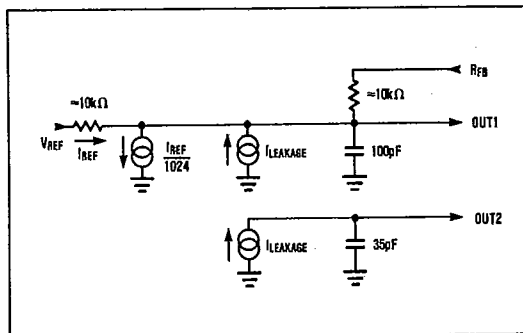 RFB
≈10kΩ
≈10kΩ
VREF
IREF
IREF
1024
ILEAKAGE
OUT1
100pF
OUT2
ILEAKAGE
35pF